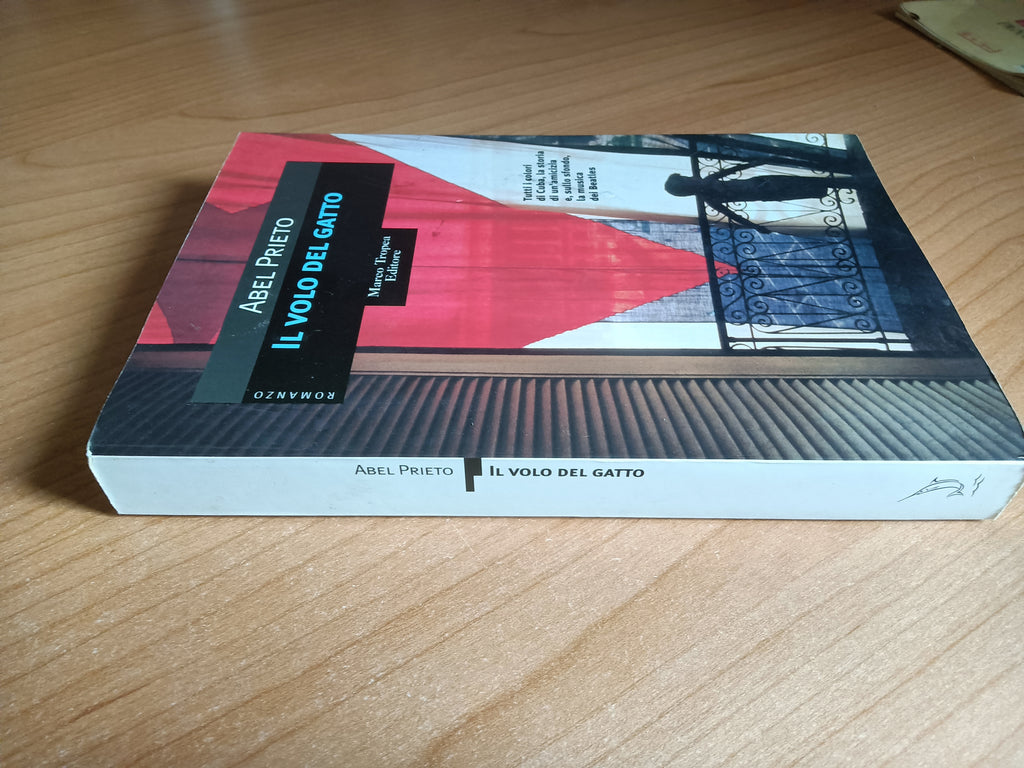 ABEL PRIETO
IL VOLO DEL GATTO
ROMANZO
Marco Tropea
Editore
Tutti i colori
di Cuba, la storia
di un'amicizia
e, sullo sfondo,
la musica
dei Beatles
ABEL PRIETO
IL VOLO DEL GATTO